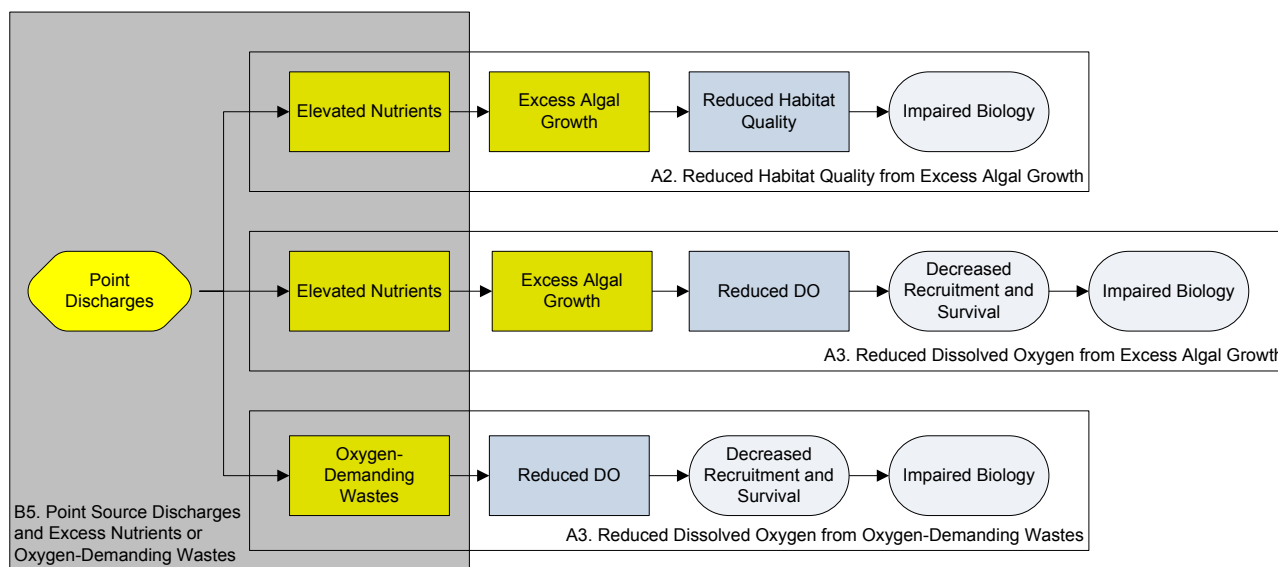 Elevated Nutrients
Excess Algal
Growth
Reduced Habitat
Quality
Impaired Biology
A2. Reduced Habitat Quality from Excess Algal Growth
Point
Discharges
Elevated Nutrients
Excess Algal
Growth
Reduced DO
Decreased
Recruitment and
Survival
Impaired Biology
A3. Reduced Dissolved Oxygen from Excess Algal Growth
Oxygen-
Demanding
Wastes
Reduced DO
Decreased
Recruitment and
Survival
Impaired Biology
A3. Reduced Dissolved Oxygen from Oxygen-Demanding Wastes
B5. Point Source Discharges
and Excess Nutrients or
Oxygen-Demanding Wastes